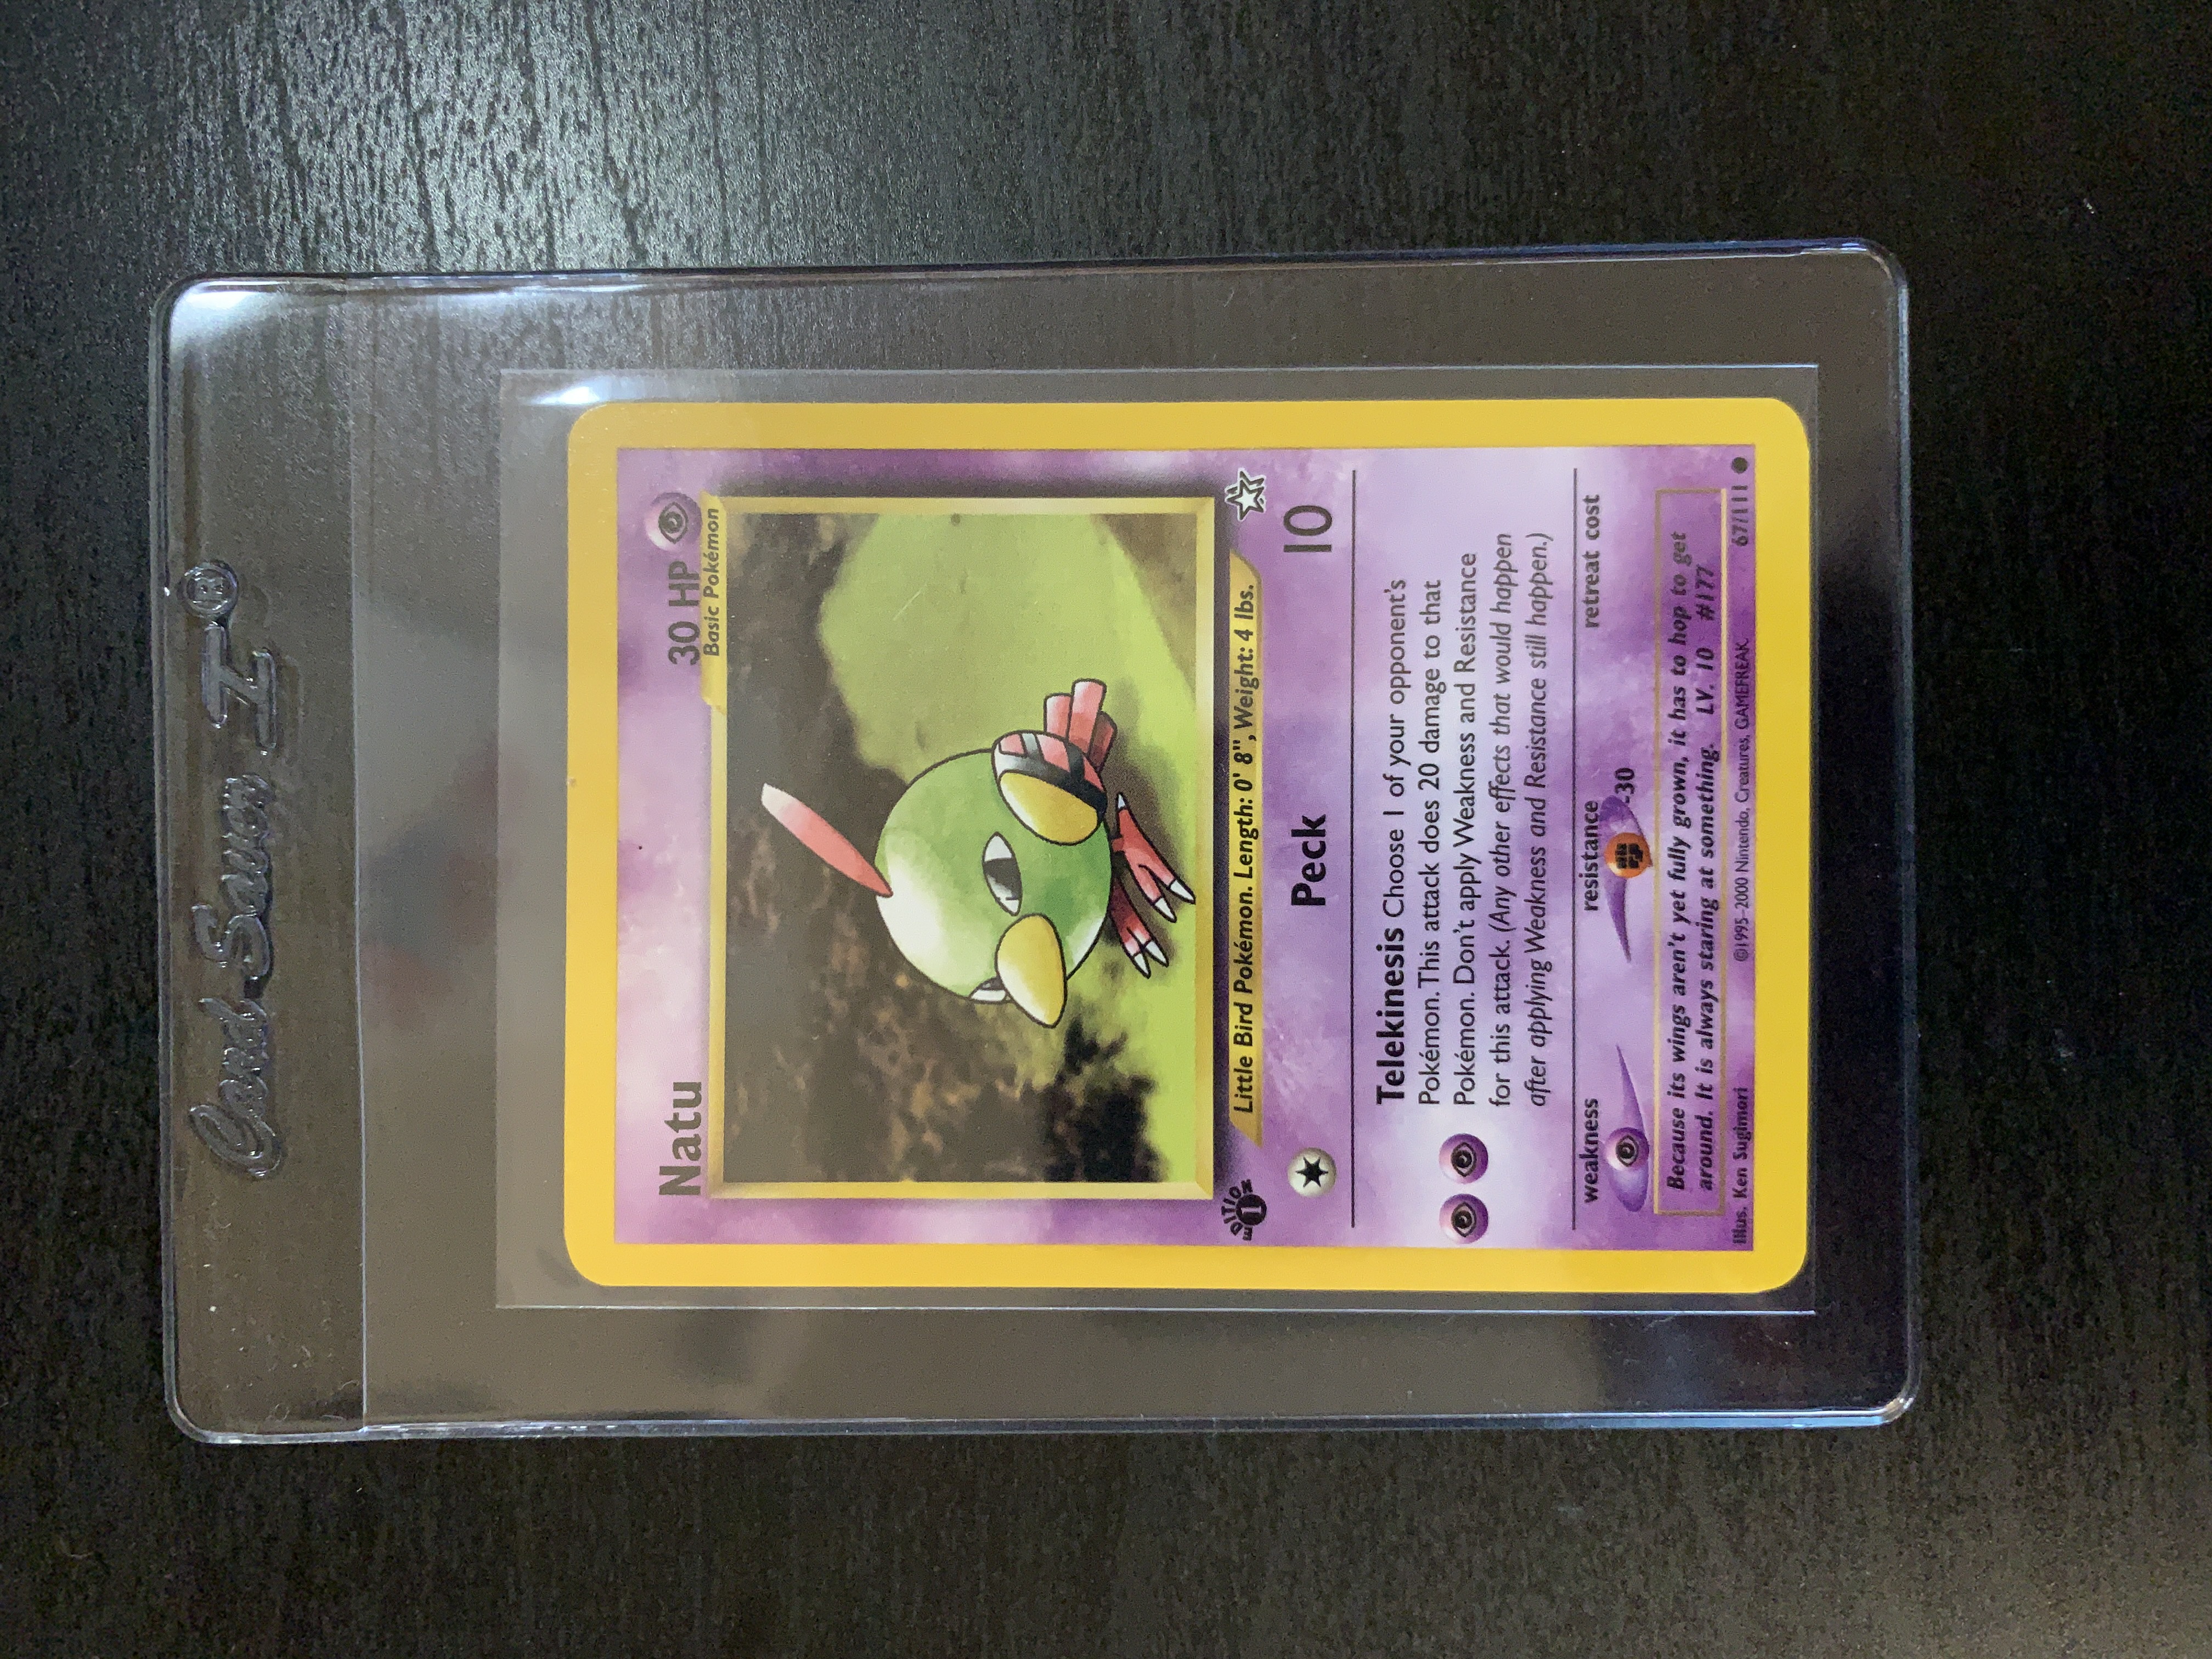 Card Saver I®
Natu
30 HP
Basic Pokémon
EDITION
1
Little Bird Pokémon. Length: 0' 8", Weight: 4 lbs.
Peck 10
Telekinesis Choose 1 of your opponent's
Pokémon. This attack does 20 damage to that
Pokémon. Don't apply Weakness and Resistance
for this attack. (Any other effects that would happen
after applying Weakness and Resistance still happen.)
weakness resistance retreat cost
-30
Because its wings aren't yet fully grown, it has to hop to get
around. It is always staring at something. LV. 10 #177
Illus. Ken Sugimori ©1995-2000 Nintendo, Creatures, GAMEFREAK. 67/111